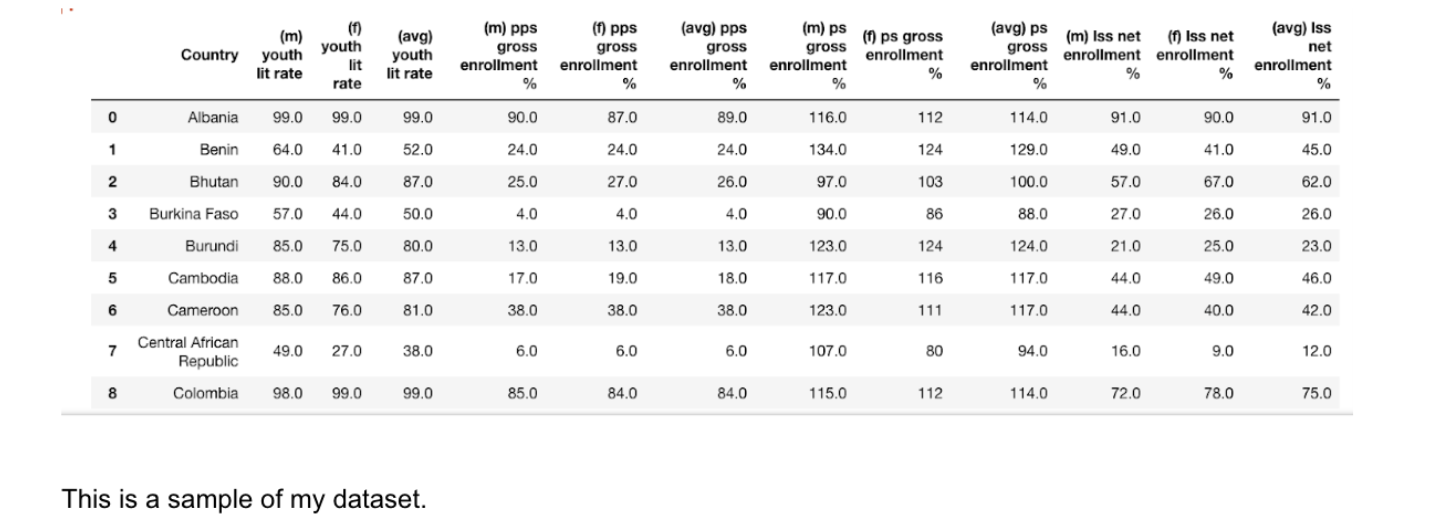 Country (m) youth lit rate (f) youth lit rate (avg) youth lit rate (m) pps gross enrollment % (f) pps gross enrollment % (avg) pps gross enrollment % (m) ps gross enrollment % (f) ps gross enrollment % (avg) ps gross enrollment % (m) lss net enrollment % (f) lss net enrollment % (avg) lss net enrollment %
0 Albania 99.0 99.0 99.0 90.0 87.0 89.0 116.0 112 114.0 91.0 90.0 91.0
1 Benin 64.0 41.0 52.0 24.0 24.0 24.0 134.0 124 129.0 49.0 41.0 45.0
2 Bhutan 90.0 84.0 87.0 25.0 27.0 26.0 97.0 103 100.0 57.0 67.0 62.0
3 Burkina Faso 57.0 44.0 50.0 4.0 4.0 4.0 90.0 86 88.0 27.0 26.0 26.0
4 Burundi 85.0 75.0 80.0 13.0 13.0 13.0 123.0 124 124.0 21.0 25.0 23.0
5 Cambodia 88.0 86.0 87.0 17.0 19.0 18.0 117.0 116 117.0 44.0 49.0 46.0
6 Cameroon 85.0 76.0 81.0 38.0 38.0 38.0 123.0 111 117.0 44.0 40.0 42.0
7 Central African Republic 49.0 27.0 38.0 6.0 6.0 6.0 107.0 80 94.0 16.0 9.0 12.0
8 Colombia 98.0 99.0 99.0 85.0 84.0 84.0 115.0 112 114.0 72.0 78.0 75.0
This is a sample of my dataset.